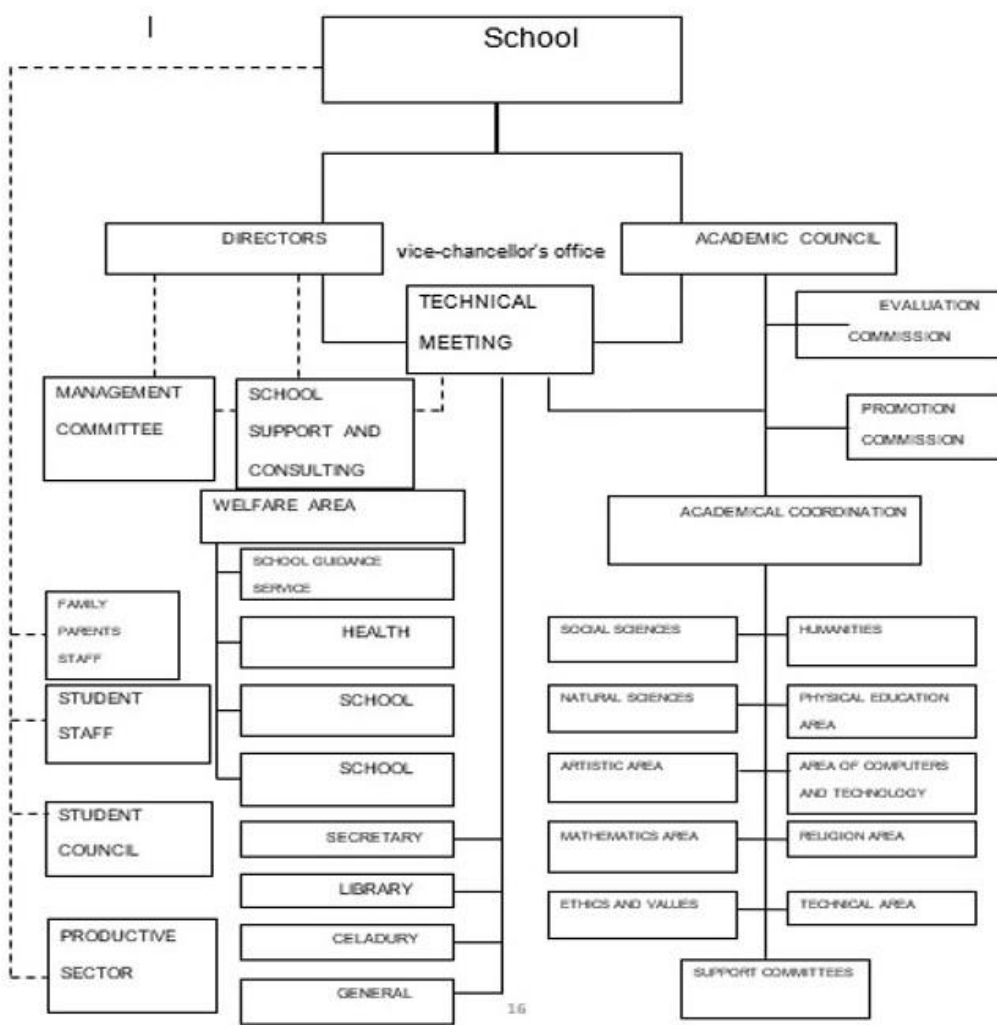 School
DIRECTORS
vice-chancellor's office
ACADEMIC COUNCIL
TECHNICAL
MEETING
EVALUATION
COMMISSION
MANAGEMENT
COMMITTEE
SCHOOL
SUPPORT AND
CONSULTING
PROMOTION
COMMISSION
WELFARE AREA
ACADEMICAL COORDINATION
SCHOOL GUIDANCE
SERVICE
FAMILY
PARENTS
STAFF
HEALTH
SOCIAL SCIENCES
HUMANITIES
STUDENT
STAFF
SCHOOL
NATURAL SCIENCES
PHYSICAL EDUCATION
AREA
SCHOOL
ARTISTIC AREA
AREA OF COMPUTERS
AND TECHNOLOGY
STUDENT
COUNCIL
SECRETARY
MATHEMATICS AREA
RELIGION AREA
LIBRARY
ETHICS AND VALUES
TECHNICAL AREA
PRODUCTIVE
SECTOR
CELADURY
GENERAL
SUPPORT COMMITTEES
16